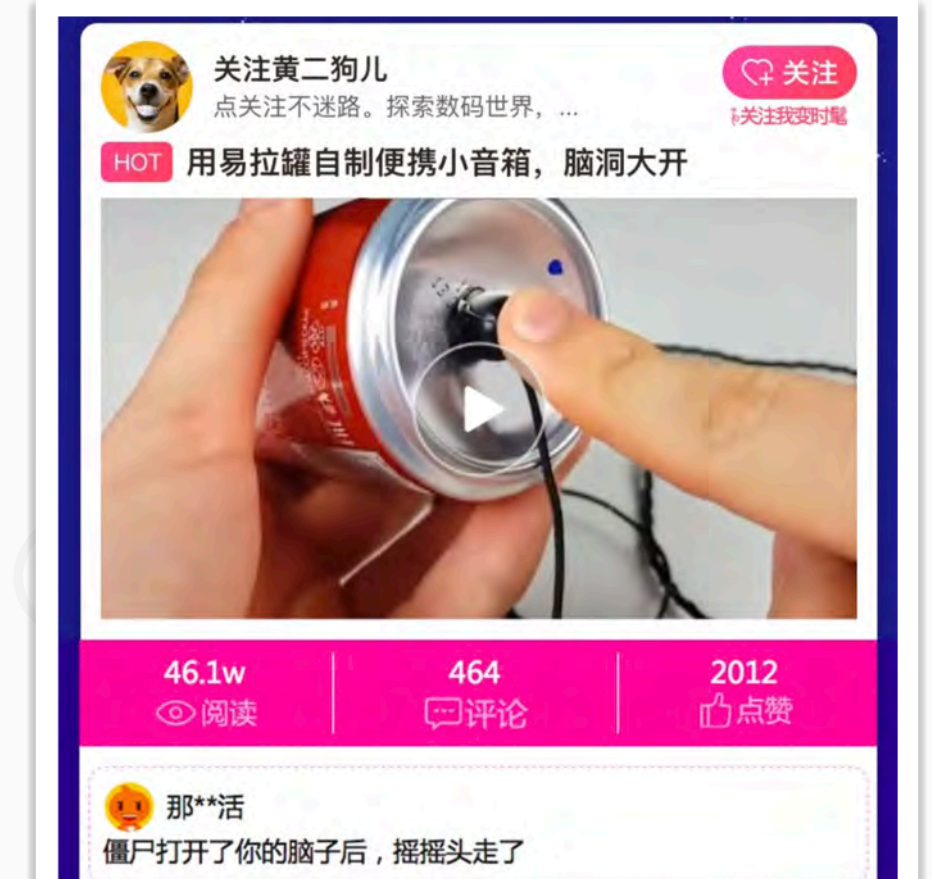 关注黄二狗儿
关注
点关注不迷路。探索数码世界，...
关注我变时髦
HOT 用易拉罐自制便携小音箱，脑洞大开
46.1w
464
2012
阅读
评论
点赞
那**活
僵尸打开了你的脑子后，摇摇头走了